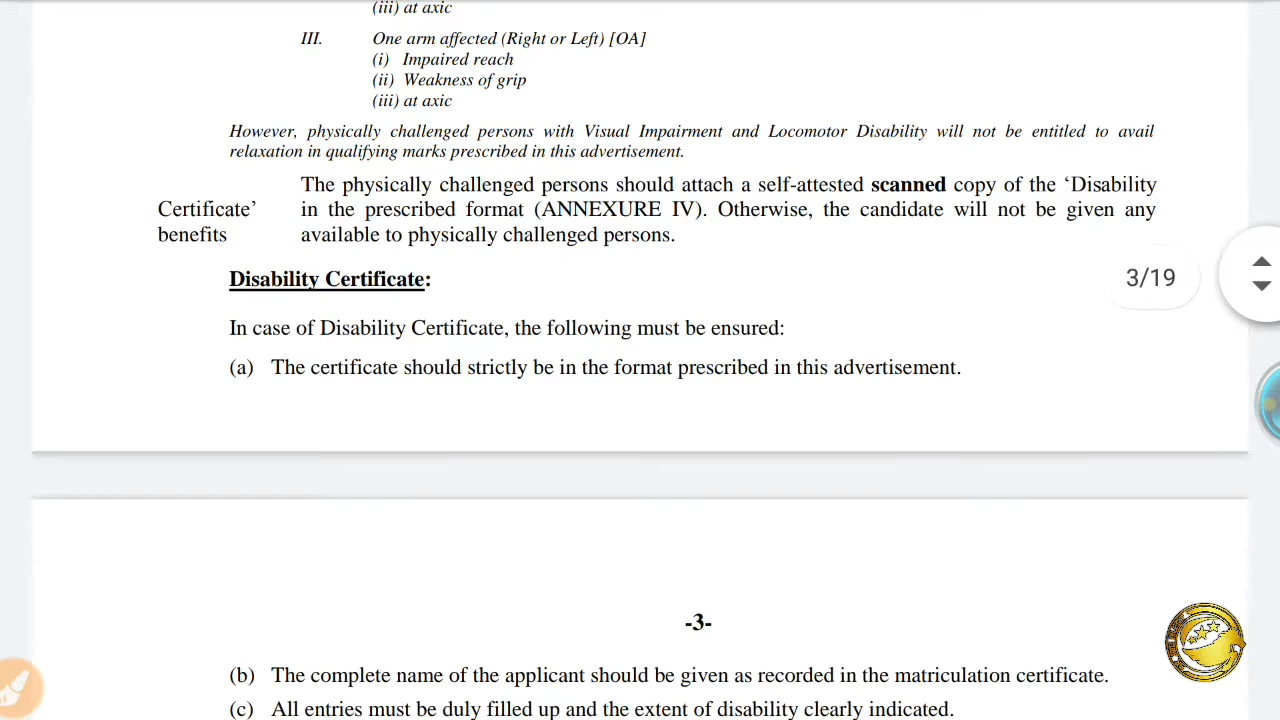 (iii) at axic
III. One arm affected (Right or Left) [OA]
(i) Impaired reach
(ii) Weakness of grip
(iii) at axic
However, physically challenged persons with Visual Impairment and Locomotor Disability will not be entitled to avail
relaxation in qualifying marks prescribed in this advertisement.
The physically challenged persons should attach a self-attested scanned copy of the ‘Disability
Certificate’ in the prescribed format (ANNEXURE IV). Otherwise, the candidate will not be given any
benefits available to physically challenged persons.
Disability Certificate:
3/19
In case of Disability Certificate, the following must be ensured:
(a) The certificate should strictly be in the format prescribed in this advertisement.
-3-
(b) The complete name of the applicant should be given as recorded in the matriculation certificate.
(c) All entries must be duly filled up and the extent of disability clearly indicated.